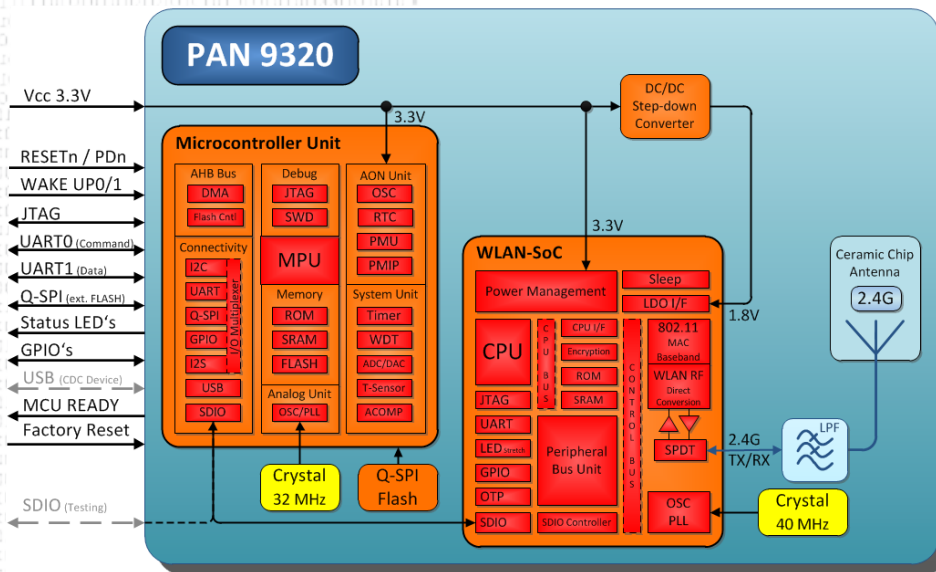 PAN 9320
Vcc 3.3V
RESETn / PDn
WAKE UP0/1
JTAG
UART0 (Command)
UART1 (Data)
Q-SPI (ext. FLASH)
Status LED‘s
GPIO‘s
USB (CDC Device)
MCU READY
Factory Reset
SDIO (Testing)
3.3V
Microcontroller Unit
AHB Bus
DMA
Flash Cntl
Connectivity
I2C
UART
Q-SPI
GPIO
I2S
I/O Multiplexer
USB
SDIO
Debug
JTAG
SWD
MPU
Memory
ROM
SRAM
FLASH
Analog Unit
OSC/PLL
AON Unit
OSC
RTC
PMU
PMIP
System Unit
Timer
WDT
ADC/DAC
T-Sensor
ACOMP
Crystal
32 MHz
Q-SPI
Flash
DC/DC
Step-down
Converter
3.3V
1.8V
WLAN-SoC
Power Management
Sleep
LDO I/F
CPU
CPU BUS
CPU I/F
Encryption
ROM
SRAM
CONTROL BUS
802.11
MAC
Baseband
WLAN RF
Direct
Conversion
JTAG
UART
LED Stretch
GPIO
OTP
SDIO
Peripheral
Bus Unit
SDIO Controller
SPDT
OSC
PLL
2.4G
TX/RX
LPF
Crystal
40 MHz
Ceramic Chip
Antenna
2.4G